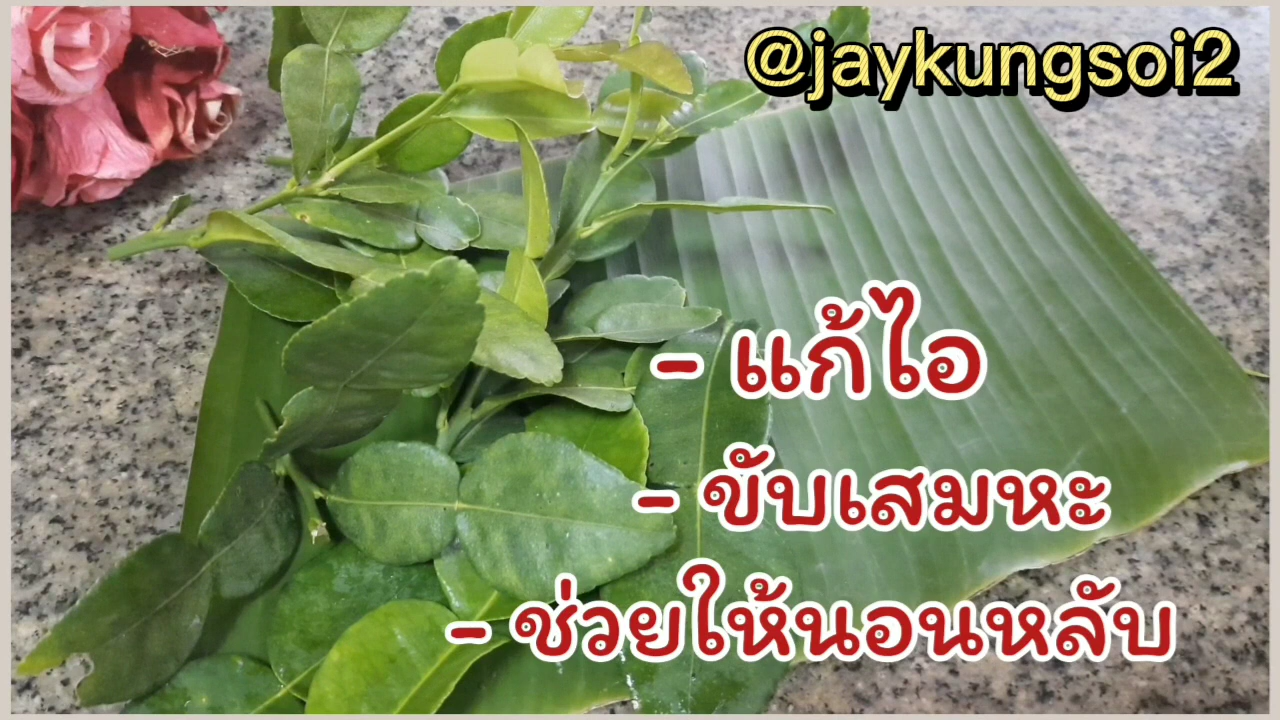 @jaykungsoi2
- แก้ไอ
- ขับเสมหะ
- ช่วยให้นอนหลับ